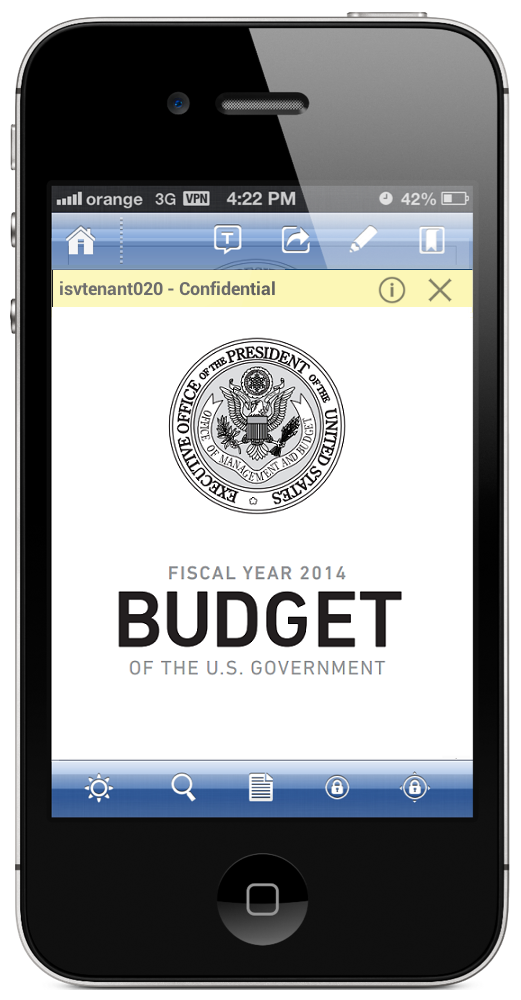 orange 3G VPN 4:22 PM 42%
T
isvtenant020 - Confidential
i
EXECUTIVE OFFICE OF THE PRESIDENT OF THE UNITED STATES
OFFICE OF MANAGEMENT AND BUDGET
FISCAL YEAR 2014
BUDGET
OF THE U.S. GOVERNMENT